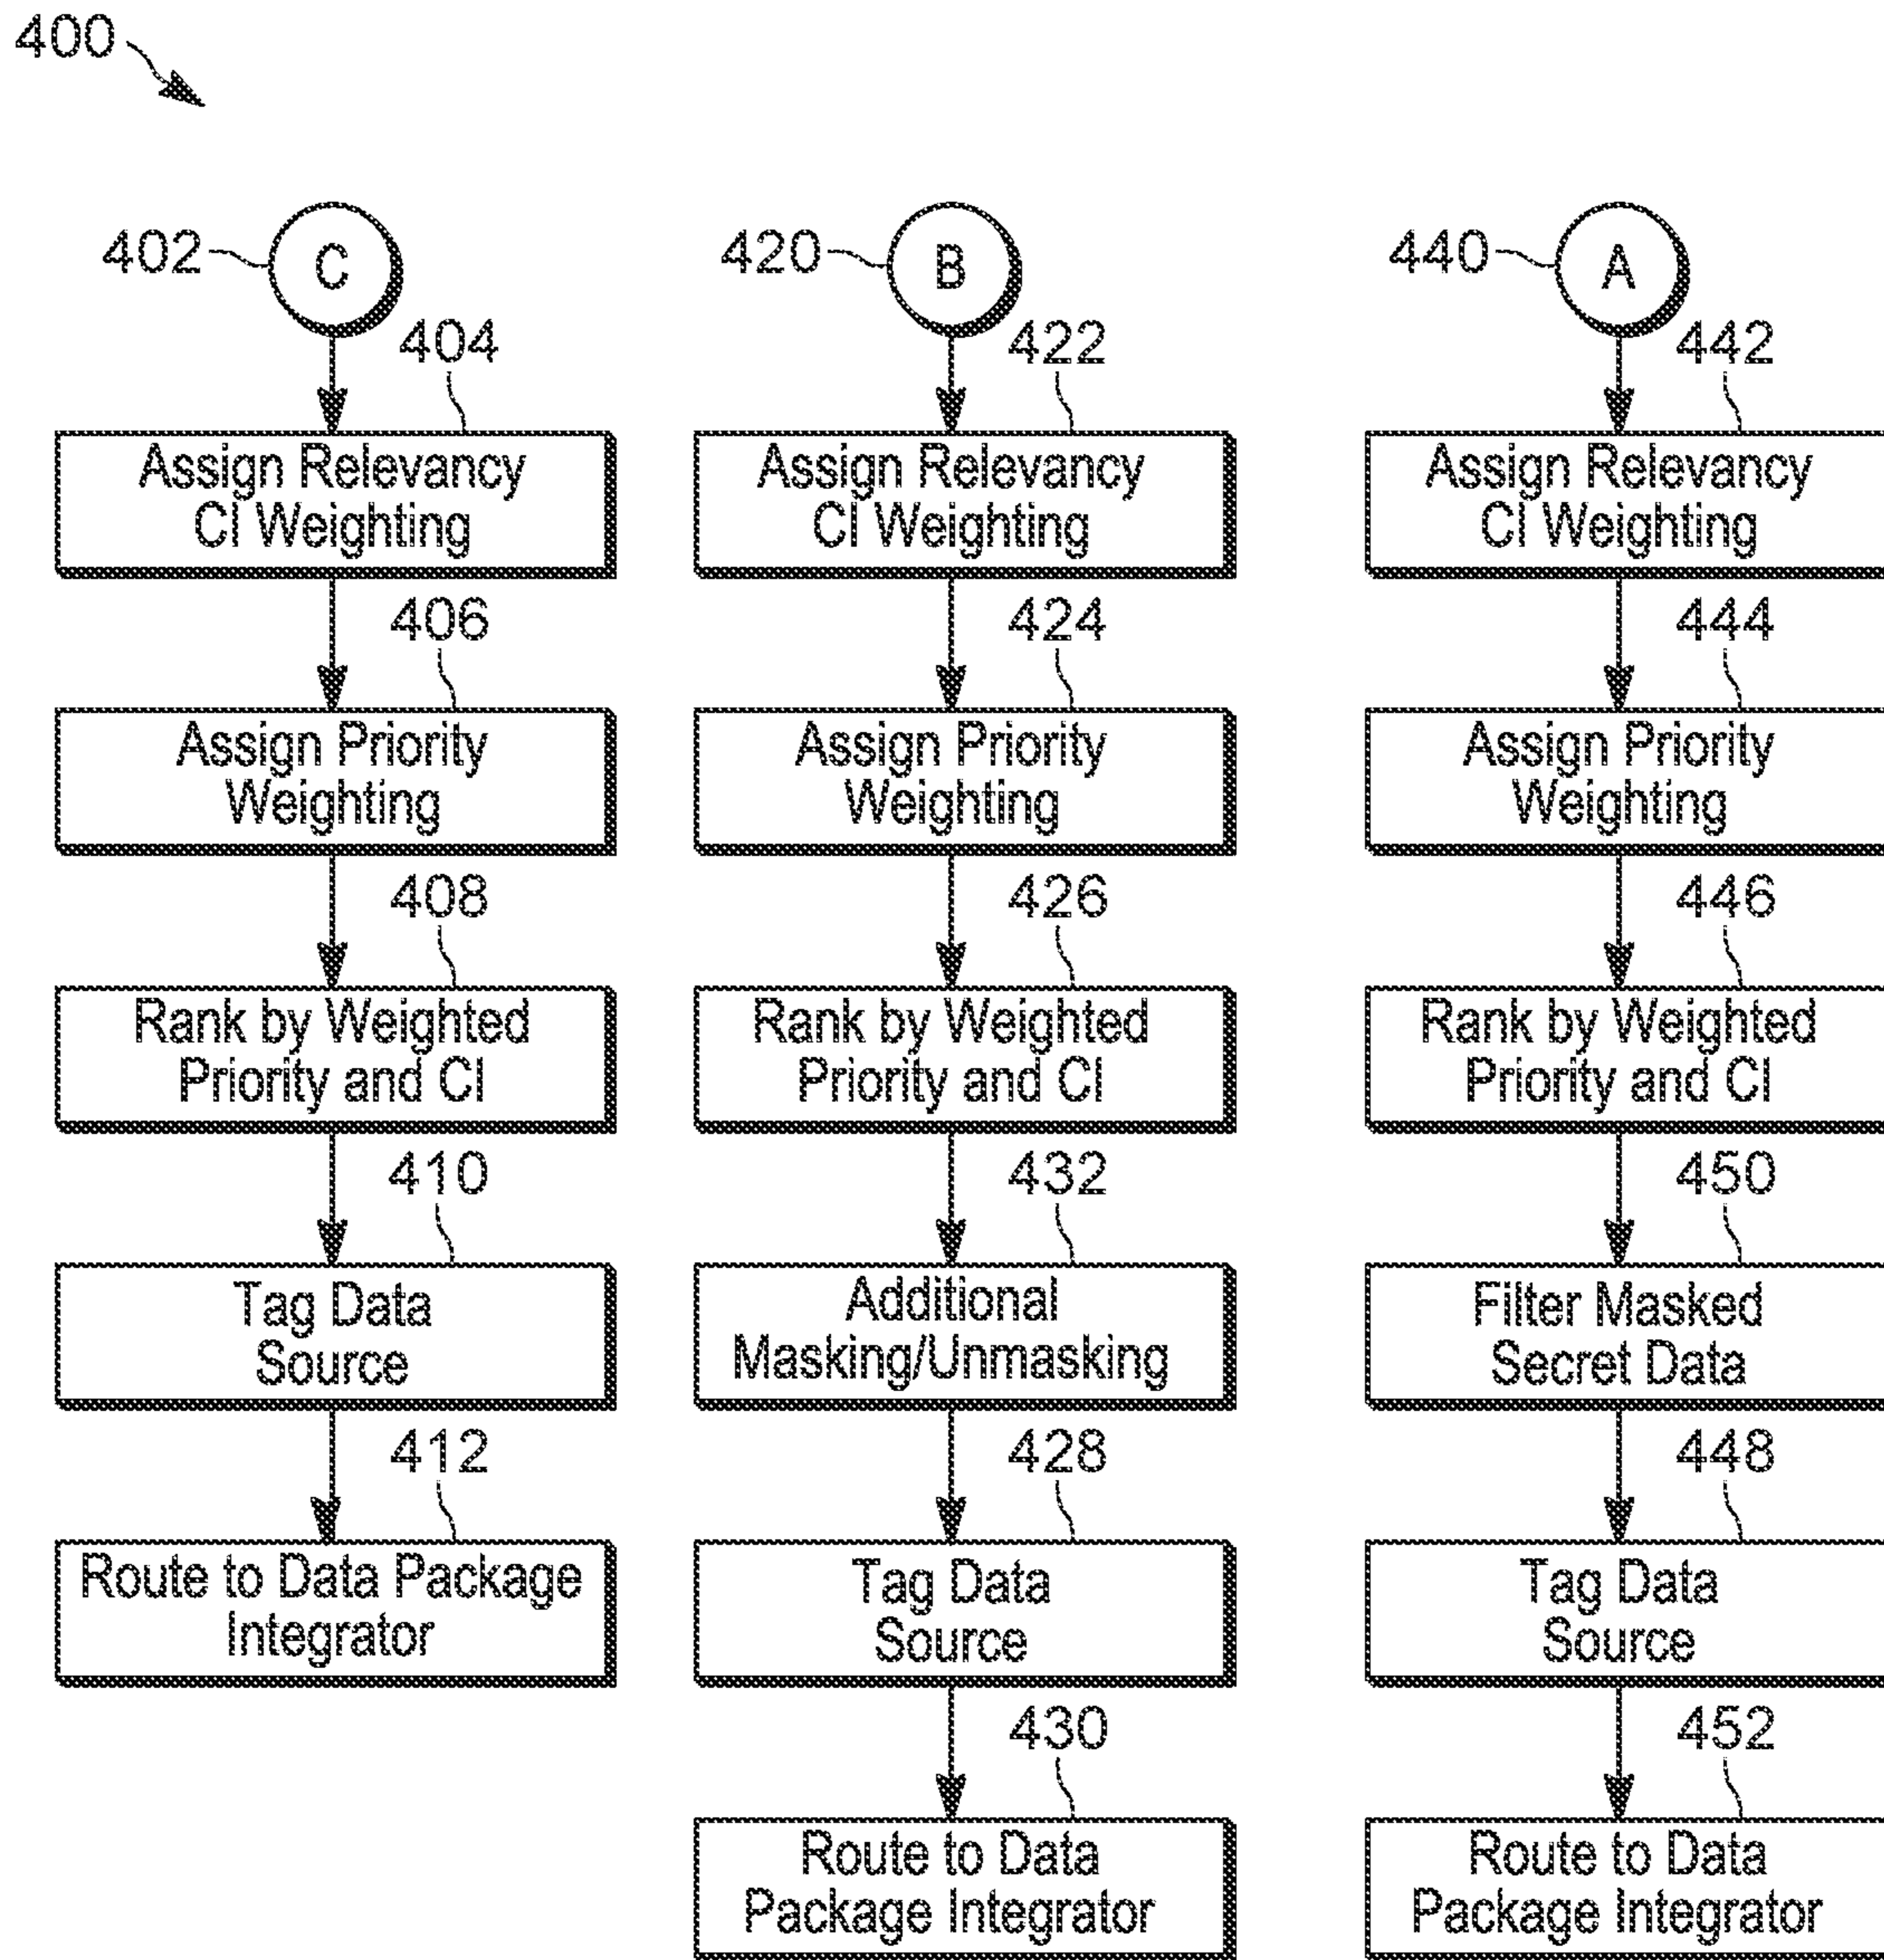 400
402
C
404
Assign Relevancy
CI Weighting
406
Assign Priority
Weighting
408
Rank by Weighted
Priority and CI
410
Tag Data
Source
412
Route to Data Package
Integrator
420
B
422
Assign Relevancy
CI Weighting
424
Assign Priority
Weighting
426
Rank by Weighted
Priority and CI
432
Additional
Masking/Unmasking
428
Tag Data
Source
430
Route to Data
Package Integrator
440
A
442
Assign Relevancy
CI Weighting
444
Assign Priority
Weighting
446
Rank by Weighted
Priority and CI
450
Filter Masked
Secret Data
448
Tag Data
Source
452
Route to Data
Package Integrator